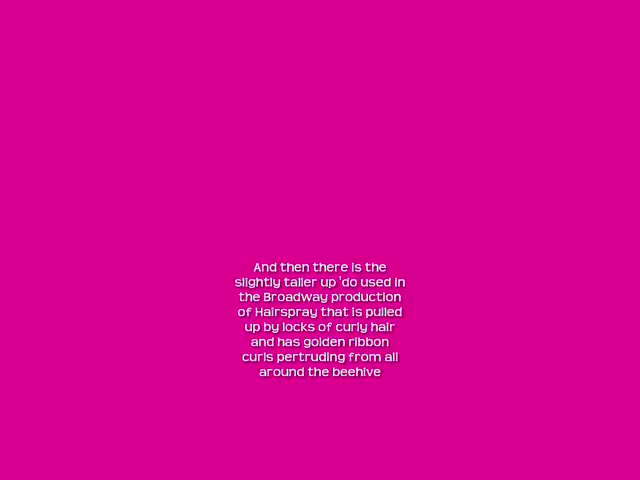 And then there is the
slightly taller up 'do used in
the Broadway production
of Hairspray that is pulled
up by locks of curly hair
and has golden ribbon
curls pertruding from all
around the beehive